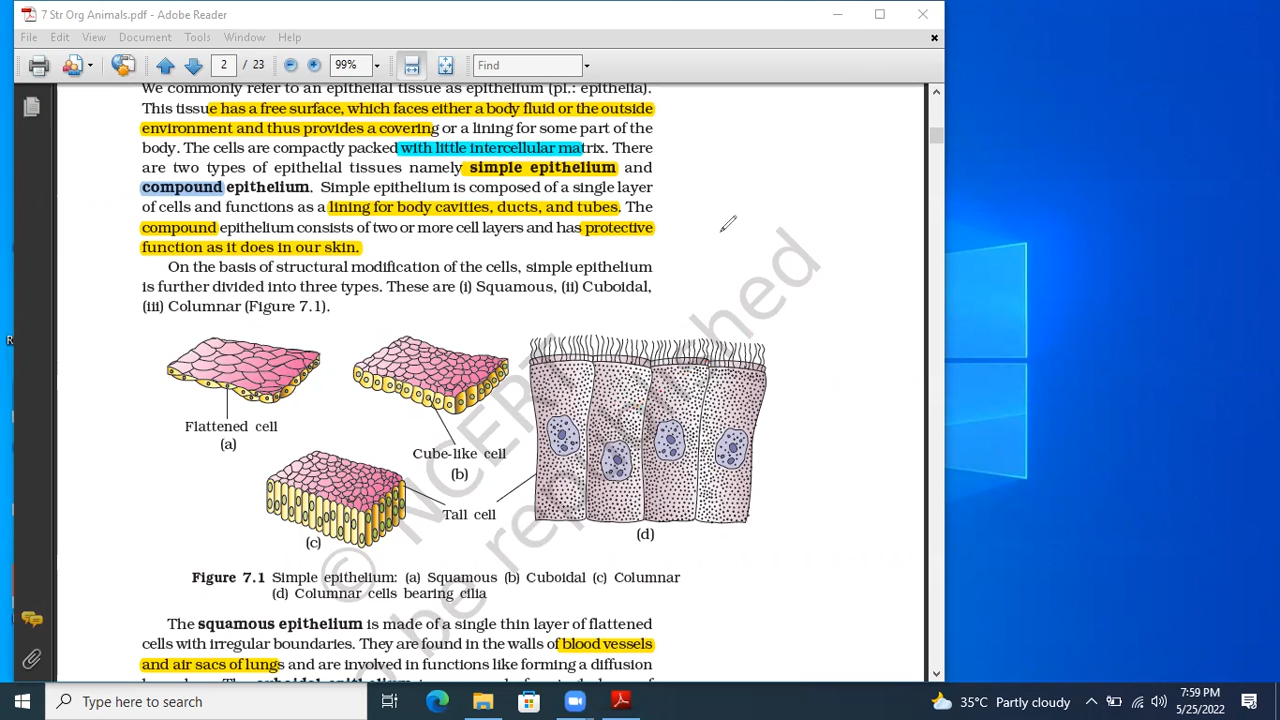 7 Str Org Animals.pdf - Adobe Reader
File Edit View Document Tools Window Help
2 / 23 99% Find
We commonly refer to an epithelial tissue as epithelium (pl.: epithelia).
This tissue has a free surface, which faces either a body fluid or the outside
environment and thus provides a covering or a lining for some part of the
body. The cells are compactly packed with little intercellular matrix. There
are two types of epithelial tissues namely simple epithelium and
compound epithelium. Simple epithelium is composed of a single layer
of cells and functions as a lining for body cavities, ducts, and tubes. The
compound epithelium consists of two or more cell layers and has protective
function as it does in our skin.
On the basis of structural modification of the cells, simple epithelium
is further divided into three types. These are (i) Squamous, (ii) Cuboidal,
(iii) Columnar (Figure 7.1).
Flattened cell
(a)
Cube-like cell
(b)
Tall cell
(c)
(d)
© NCERT
be republished
Figure 7.1 Simple epithelium: (a) Squamous (b) Cuboidal (c) Columnar
(d) Columnar cells bearing cilia
The squamous epithelium is made of a single thin layer of flattened
cells with irregular boundaries. They are found in the walls of blood vessels
and air sacs of lungs and are involved in functions like forming a diffusion
Type here to search
35°C Partly cloudy
7:59 PM
5/25/2022